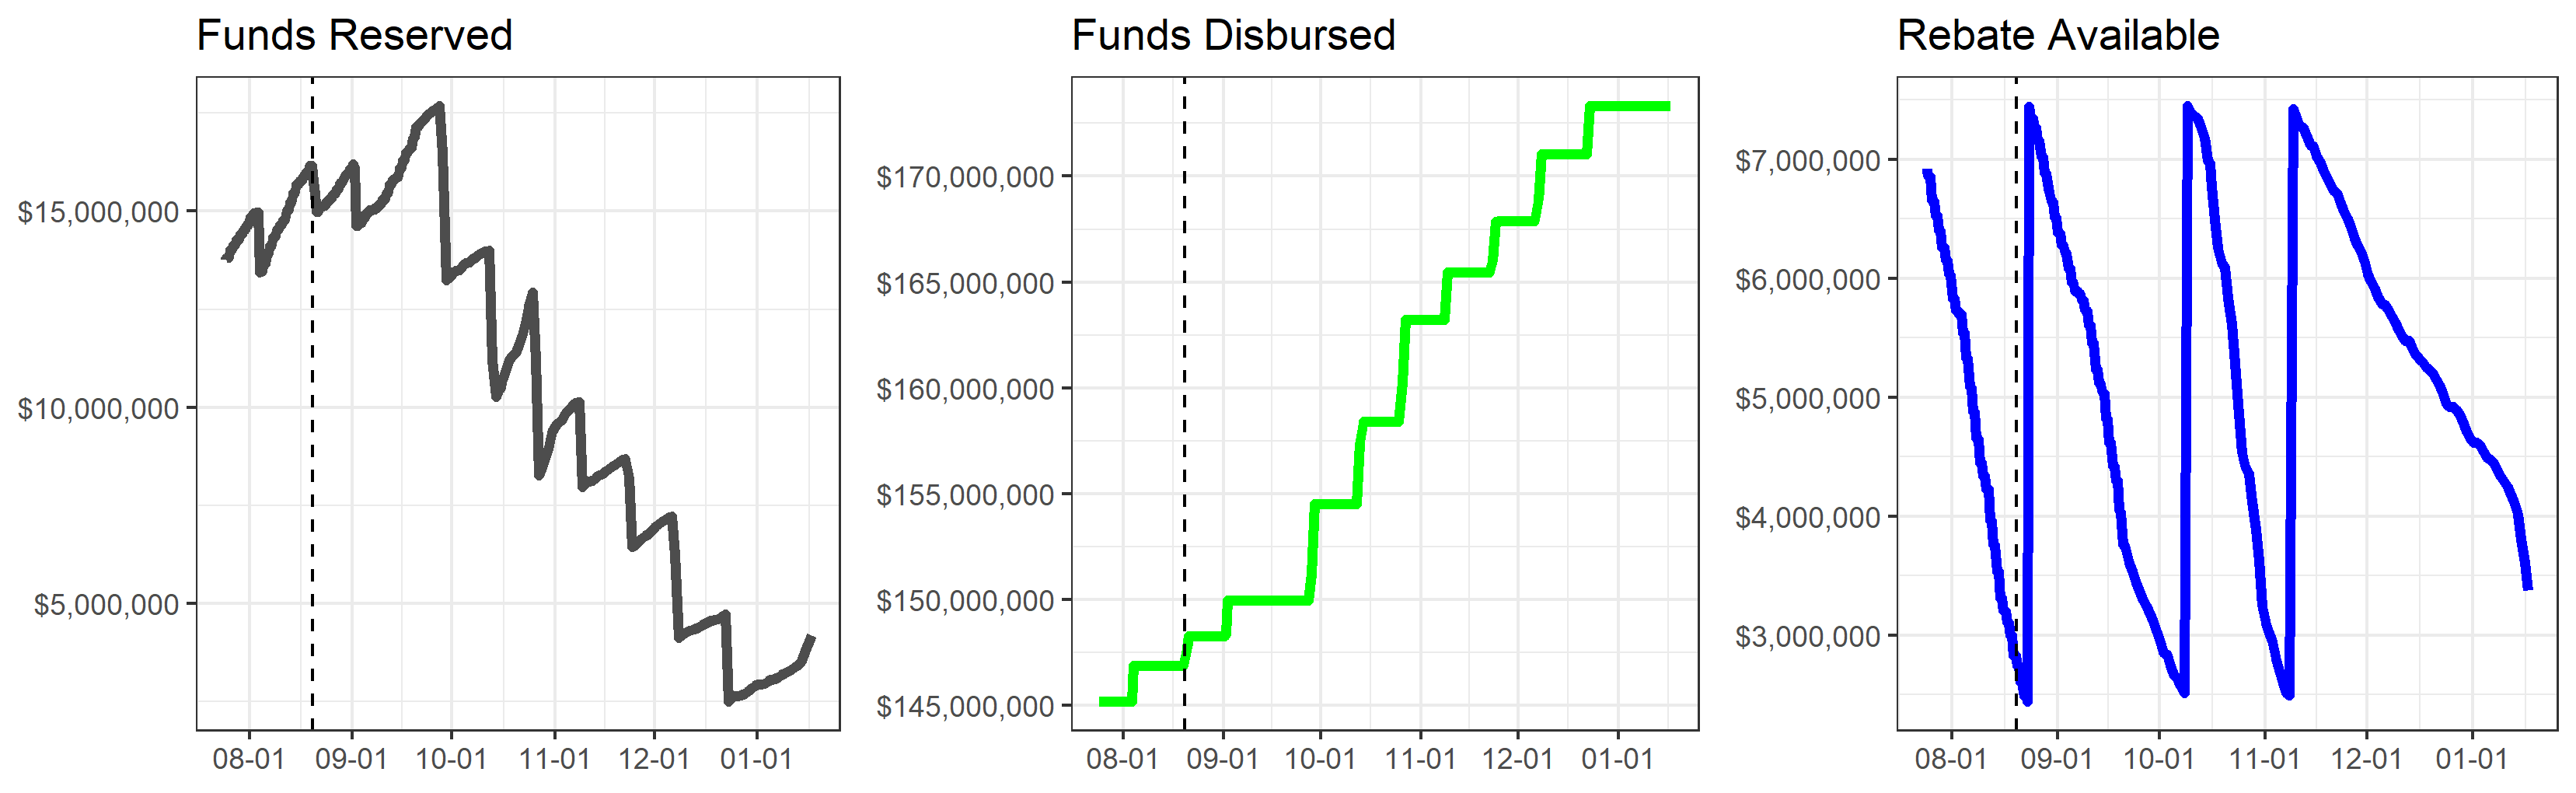 Funds Reserved
$15,000,000
$10,000,000
$5,000,000
08-01 09-01 10-01 11-01 12-01 01-01
Funds Disbursed
$170,000,000
$165,000,000
$160,000,000
$155,000,000
$150,000,000
$145,000,000
08-01 09-01 10-01 11-01 12-01 01-01
Rebate Available
$7,000,000
$6,000,000
$5,000,000
$4,000,000
$3,000,000
08-01 09-01 10-01 11-01 12-01 01-01